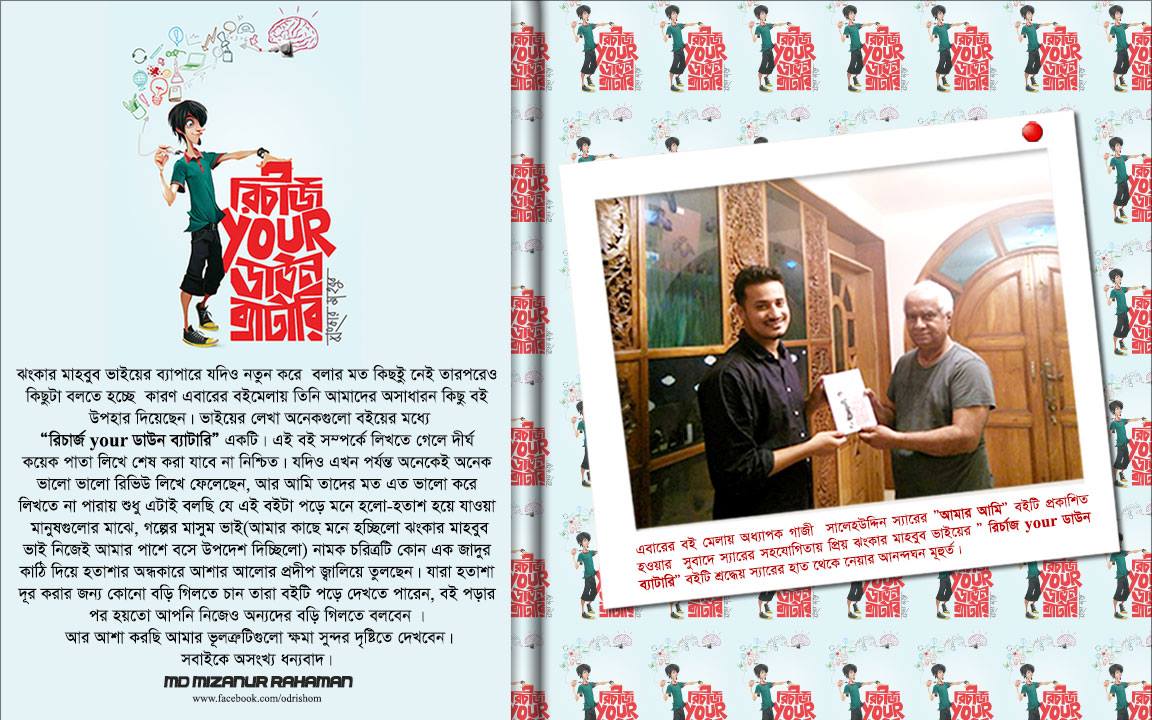 রিচার্জ
YOUR
ডাউন
ব্যাটারি
ঝংকার মাহবুব
ঝংকার মাহবুব ভাইয়ের ব্যাপারে যদিও নতুন করে বলার মত কিছুই নেই তারপরেও
কিছুটা বলতে হচ্ছে কারণ এবারের বইমেলায় তিনি আমাদের অসাধারন কিছু বই
উপহার দিয়েছেন। ভাইয়ের লেখা অনেকগুলো বইয়ের মধ্যে
“রিচার্জ your ডাউন ব্যাটারি” একটি। এই বই সম্পর্কে লিখতে গেলে দীর্ঘ
কয়েক পাতা লিখে শেষ করা যাবে না নিশ্চিত। যদিও এখন পর্যন্ত অনেকেই অনেক
ভালো ভালো রিভিউ লিখে ফেলেছেন, আর আমি তাদের মত এত ভালো করে
লিখতে না পারায় শুধু এটাই বলছি যে এই বইটা পড়ে মনে হলো-হতাশ হয়ে যাওয়া
মানুষগুলোর মাঝে, গল্পের মাসুম ভাই(আমার কাছে মনে হচ্ছিলো ঝংকার মাহবুব
ভাই নিজেই আমার পাশে বসে উপদেশ দিচ্ছিলো) নামক চরিত্রটি কোন এক জাদুর
কাঠি দিয়ে হতাশার অন্ধকারে আশার আলোর প্রদীপ জ্বালিয়ে তুলছেন। যারা হতাশা
দূর করার জন্য কোনো বড়ি গিলতে চান তারা বইটি পড়ে দেখতে পারেন, বই পড়ার
পর হয়তো আপনি নিজেও অন্যদের বড়ি গিলতে বলবেন ।
আর আশা করছি আমার ভূলত্রুটিগুলো ক্ষমা সুন্দর দৃষ্টিতে দেখবেন।
সবাইকে অসংখ্য ধন্যবাদ।
MD MIZANUR RAHAMAN
www.facebook.com/odrishom
এবারের বই মেলায় অধ্যাপক গাজী সালেহউদ্দিন স্যারের "আমার আমি" বইটি প্রকাশিত
হওয়ার সুবাদে স্যারের সহযোগিতায় প্রিয় ঝংকার মাহবুব ভাইয়ের " রিচার্জ your ডাউন
ব্যাটারি" বইটি শ্রদ্ধেয় স্যারের হাত থেকে নেয়ার আনন্দঘন মূহুর্ত।